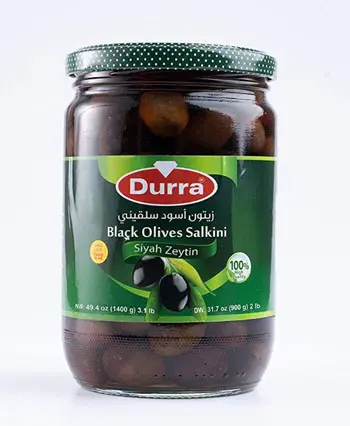 Durra
زيتون أسود سلقيني
Black Olives Salkini
Siyah Zeytin
100%
NW: 49.4 oz (1400 g) 3.1 lb
DW: 31.7 oz (900 g) 2 lb